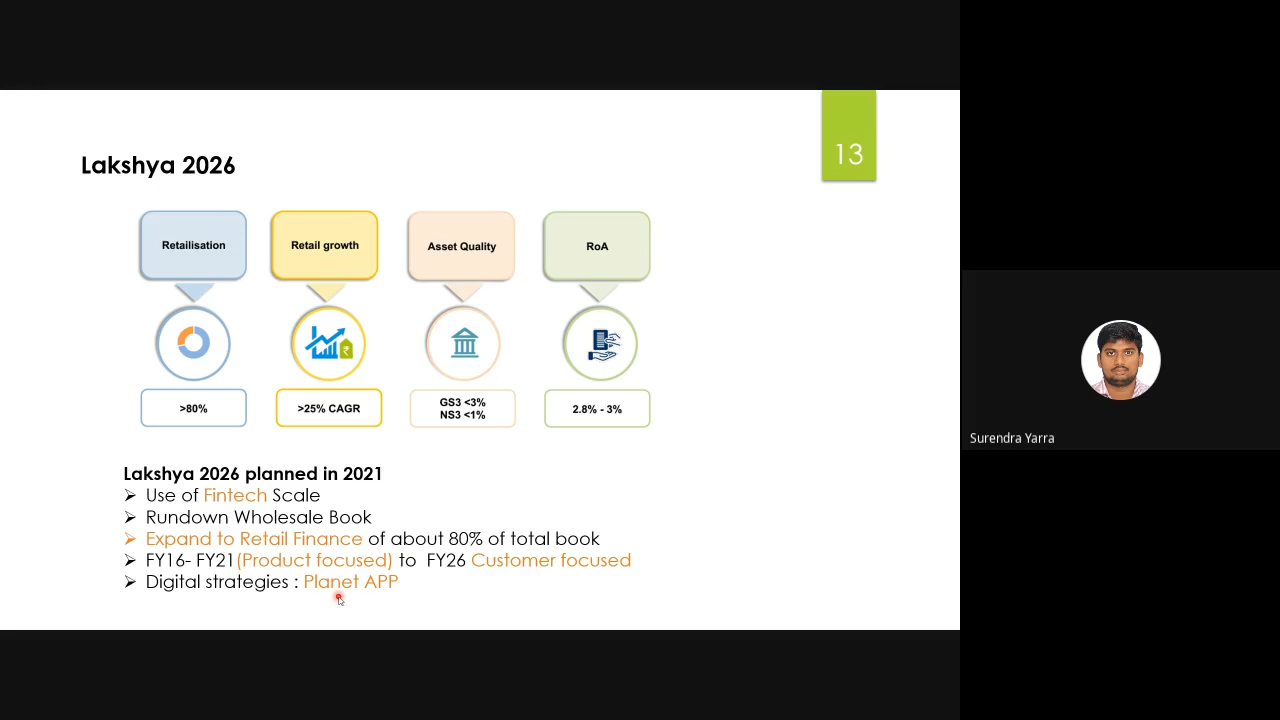 13
Lakshya 2026
Retailisation
Retail growth
Asset Quality
RoA
>80%
>25% CAGR
GS3 <3%
NS3 <1%
2.8% - 3%
Lakshya 2026 planned in 2021
Use of Fintech Scale
Rundown Wholesale Book
Expand to Retail Finance of about 80% of total book
FY16- FY21(Product focused) to FY26 Customer focused
Digital strategies : Planet APP
Surendra Yarra